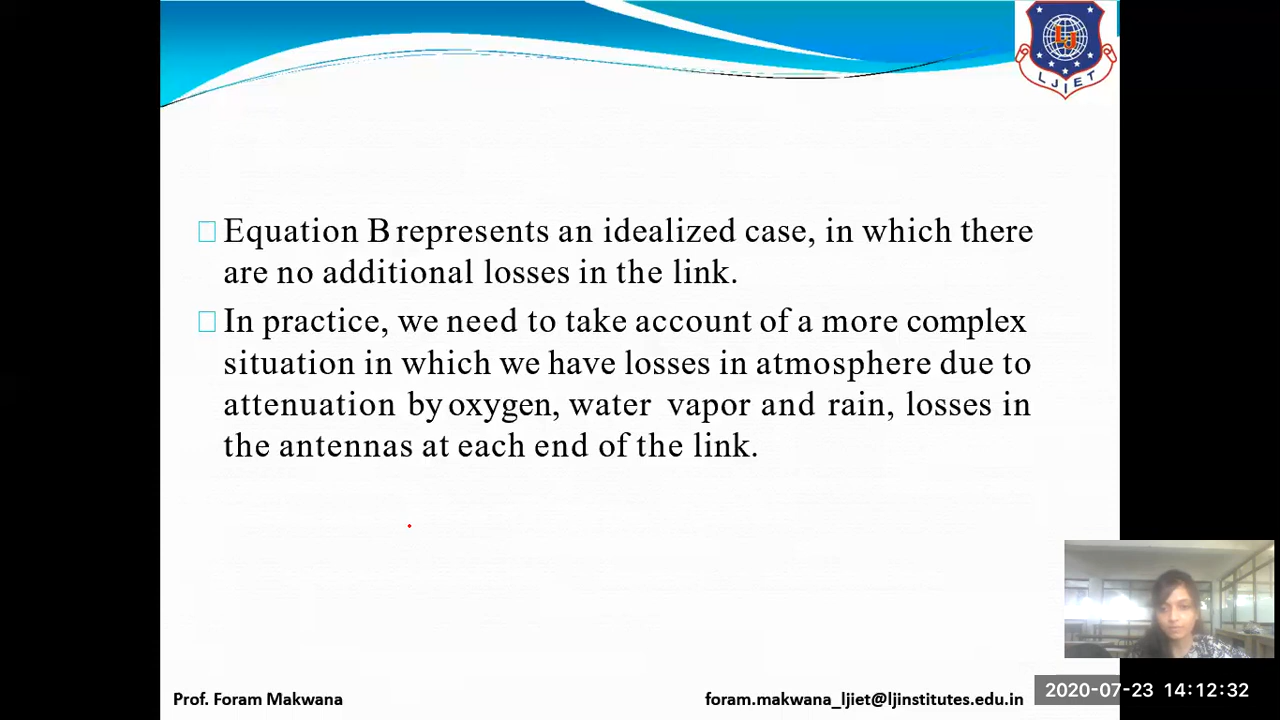 LJIET
Equation B represents an idealized case, in which there
are no additional losses in the link.
In practice, we need to take account of a more complex
situation in which we have losses in atmosphere due to
attenuation by oxygen, water vapor and rain, losses in
the antennas at each end of the link.
Prof. Foram Makwana
foram.makwana_ljiet@ljinstitutes.edu.in
2020-07-23 14:12:32